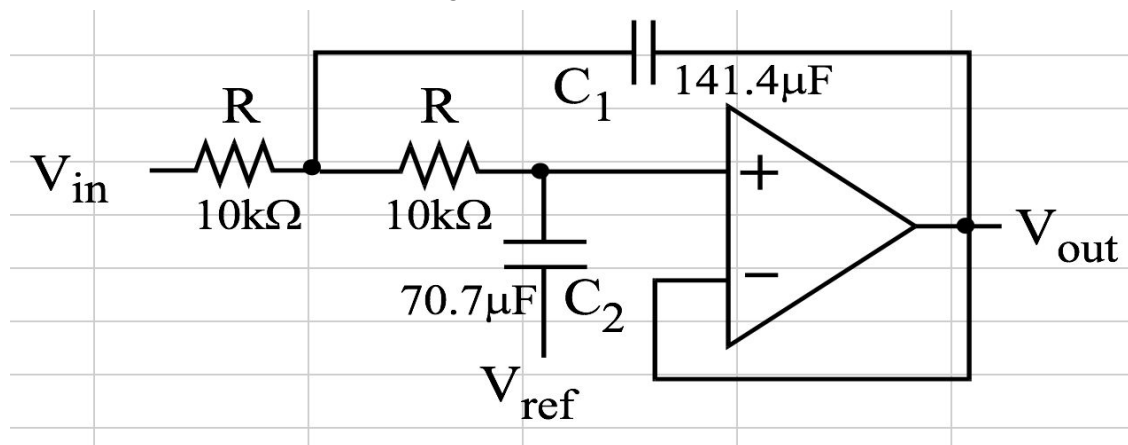 C1 141.4μF
R
R
Vin
10kΩ
10kΩ
+
−
Vout
70.7μF C2
Vref